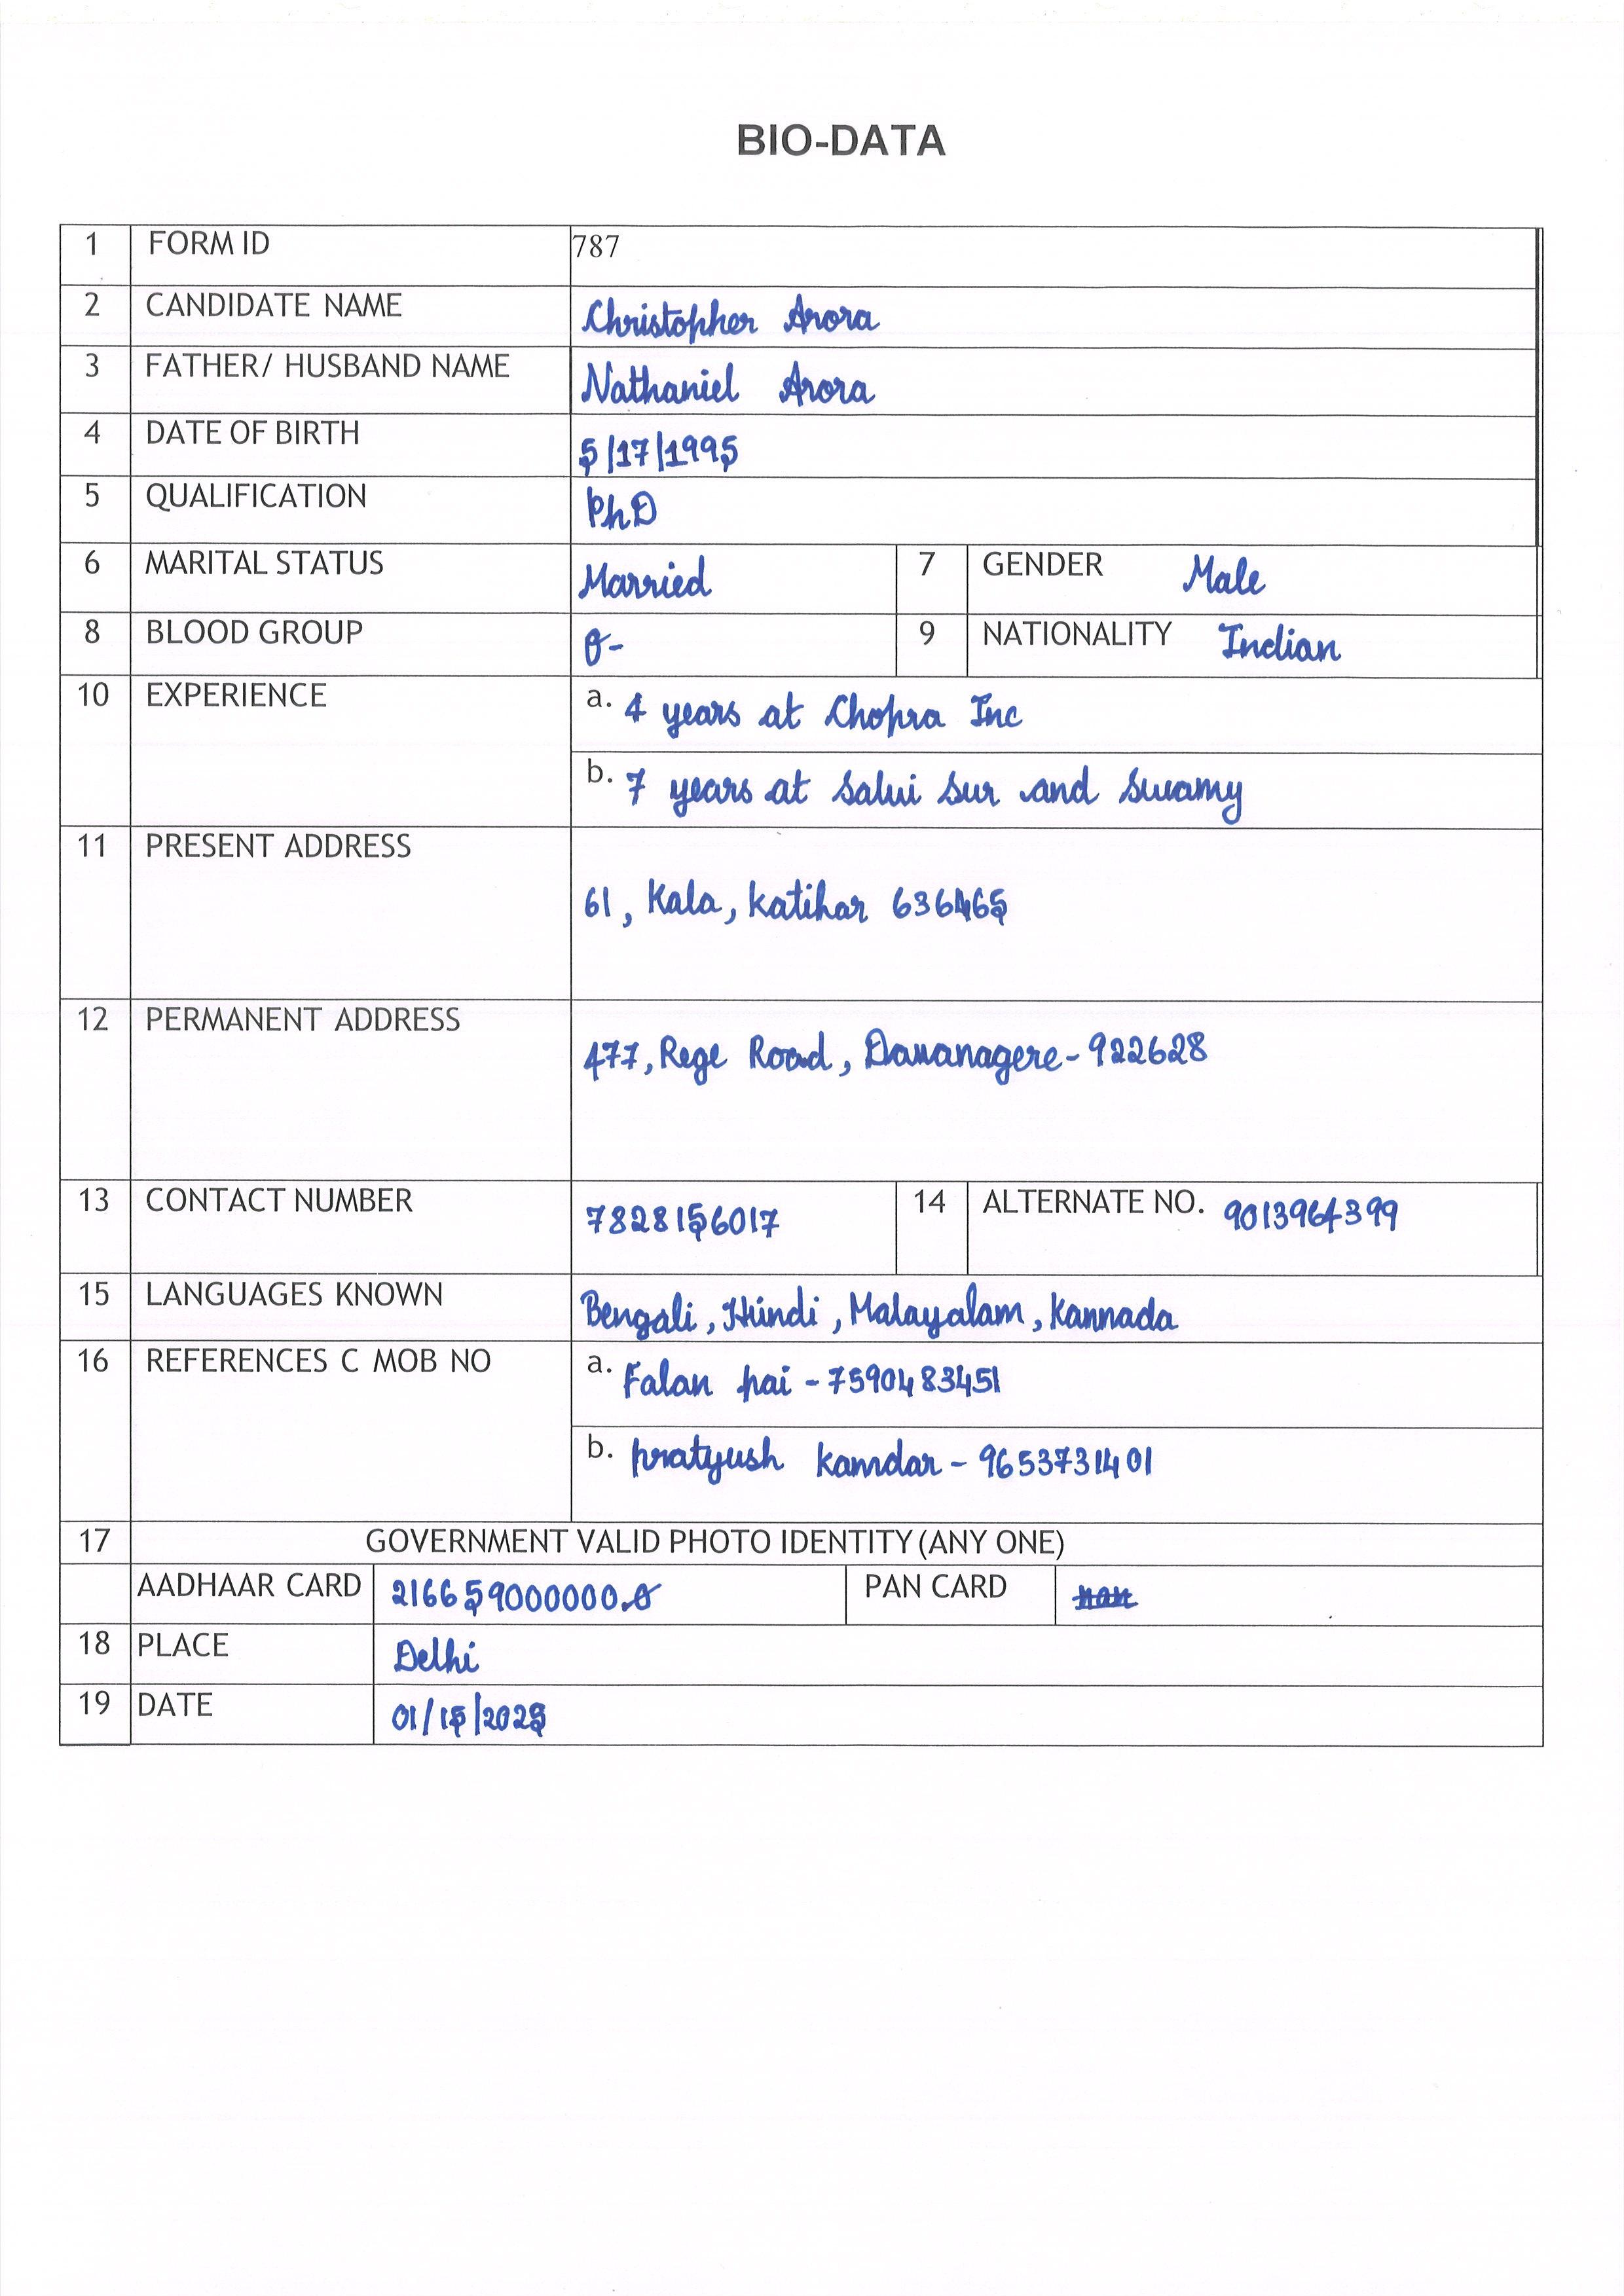 BIO-DATA
1 FORM ID 787
2 CANDIDATE NAME Christopher Arora
3 FATHER/ HUSBAND NAME Nathaniel Arora
4 DATE OF BIRTH 5/17/1995
5 QUALIFICATION PhD
6 MARITAL STATUS Married 7 GENDER Male
8 BLOOD GROUP O- 9 NATIONALITY Indian
10 EXPERIENCE a. 4 years at Chopra Inc
b. 7 years at Salvi Sur and Swamy
11 PRESENT ADDRESS
61, Kala, Katihar 636465
12 PERMANENT ADDRESS
477, Rege Road, Davanagere - 922628
13 CONTACT NUMBER 7828156017 14 ALTERNATE NO. 9013964399
15 LANGUAGES KNOWN Bengali, Hindi, Malayalam, Kannada
16 REFERENCES C MOB NO a. Falan pai - 7590483451
b. pratyush kamdar - 9653731401
17 GOVERNMENT VALID PHOTO IDENTITY (ANY ONE)
AADHAAR CARD 216659000000.0 PAN CARD nan
18 PLACE Delhi
19 DATE 01/15/2025